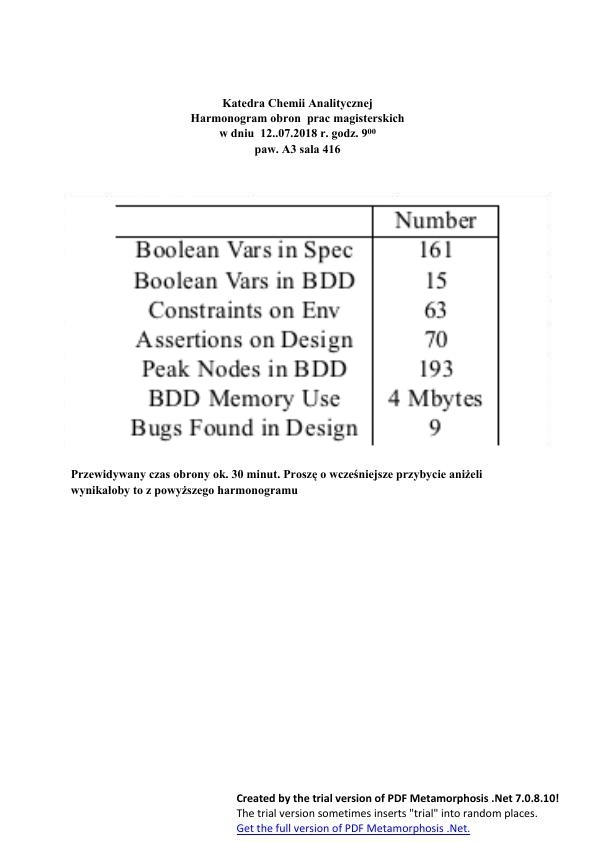 Katedra Chemii Analitycznej
Harmonogram obron prac magisterskich
w dniu 12..07.2018 r. godz. 9⁰⁰
paw. A3 sala 416
Number
Boolean Vars in Spec 161
Boolean Vars in BDD 15
Constraints on Env 63
Assertions on Design 70
Peak Nodes in BDD 193
BDD Memory Use 4 Mbytes
Bugs Found in Design 9
Przewidywany czas obrony ok. 30 minut. Proszę o wcześniejsze przybycie aniżeli
wynikałoby to z powyższego harmonogramu
Created by the trial version of PDF Metamorphosis .Net 7.0.8.10!
The trial version sometimes inserts "trial" into random places.
Get the full version of PDF Metamorphosis .Net.